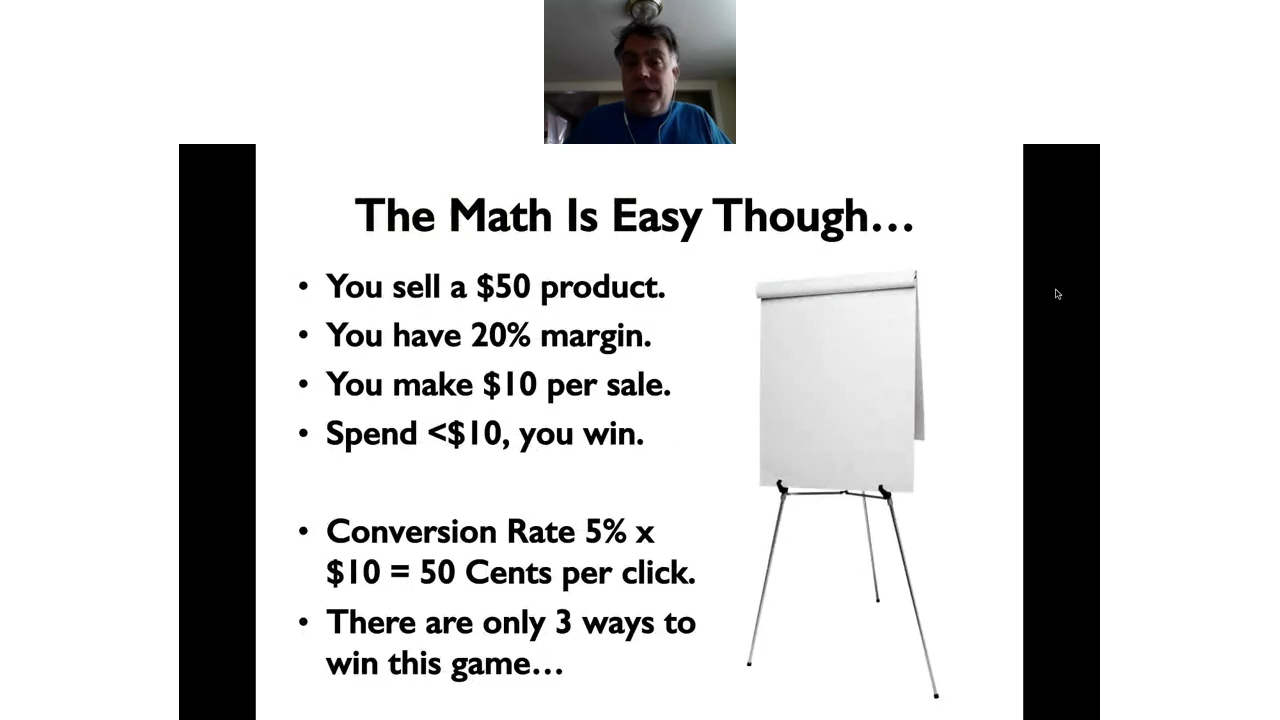 The Math Is Easy Though…
• You sell a $50 product.
• You have 20% margin.
• You make $10 per sale.
• Spend <$10, you win.
• Conversion Rate 5% x
$10 = 50 Cents per click.
• There are only 3 ways to
win this game…